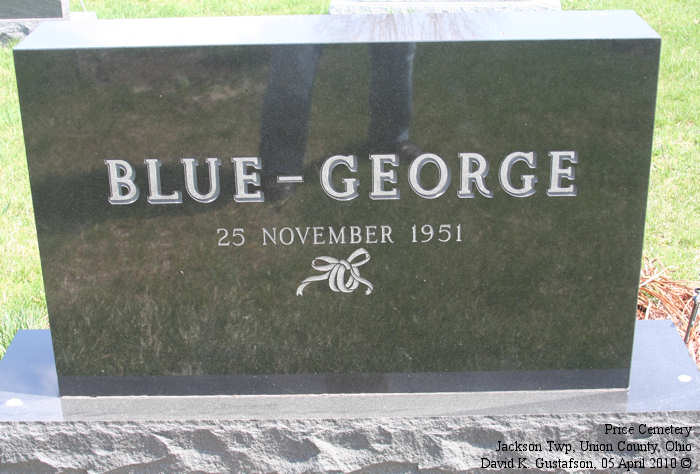 BLUE – GEORGE
25 NOVEMBER 1951
Price Cemetery
Jackson Twp, Union County, Ohio
David K. Gustafson, 05 April 2010 ©